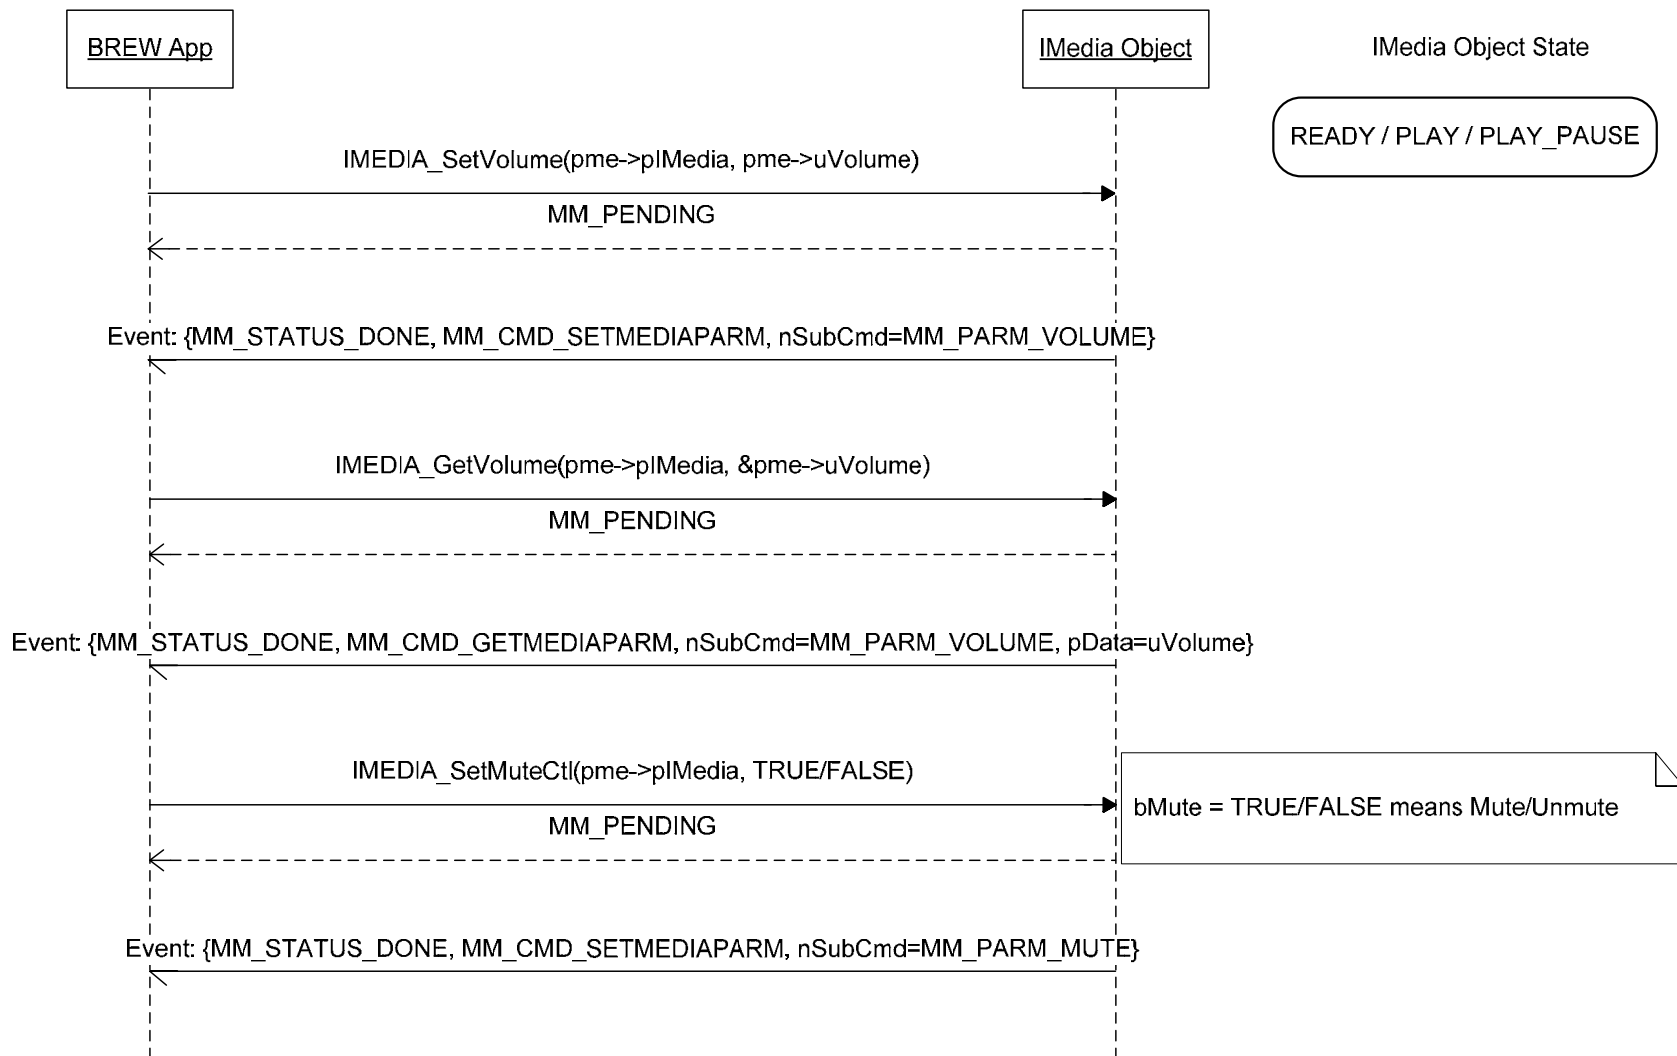 BREW App
IMedia Object
IMedia Object State
READY / PLAY / PLAY_PAUSE
IMEDIA_SetVolume(pme->pIMedia, pme->uVolume)
MM_PENDING
Event: {MM_STATUS_DONE, MM_CMD_SETMEDIAPARM, nSubCmd=MM_PARM_VOLUME}
IMEDIA_GetVolume(pme->pIMedia, &pme->uVolume)
MM_PENDING
Event: {MM_STATUS_DONE, MM_CMD_GETMEDIAPARM, nSubCmd=MM_PARM_VOLUME, pData=uVolume}
IMEDIA_SetMuteCtl(pme->pIMedia, TRUE/FALSE)
bMute = TRUE/FALSE means Mute/Unmute
MM_PENDING
Event: {MM_STATUS_DONE, MM_CMD_SETMEDIAPARM, nSubCmd=MM_PARM_MUTE}